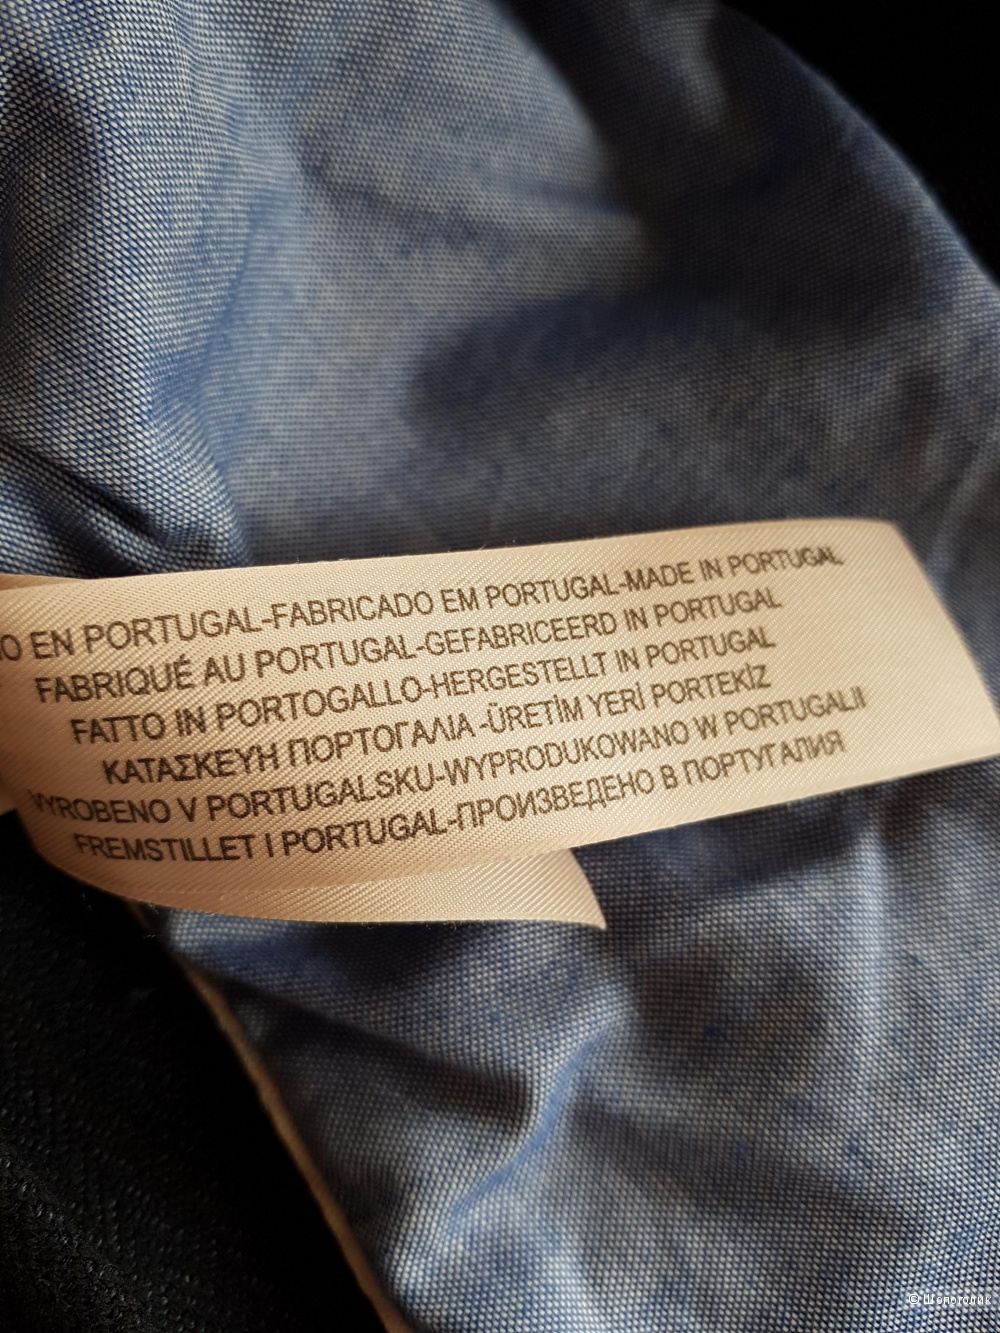 O EN PORTUGAL-FABRICADO EM PORTUGAL-MADE IN PORTUGAL
FABRIQUÉ AU PORTUGAL-GEFABRICEERD IN PORTUGAL
FATTO IN PORTOGALLO-HERGESTELLT IN PORTUGAL
ΚΑΤΑΣΚΕΥΗ ΠΟΡΤΟΓΑΛΙΑ -ÜRETİM YERİ PORTEKİZ
VYROBENO V PORTUGALSKU-WYPRODUKOWANO W PORTUGALII
FREMSTILLET I PORTUGAL-ПРОИЗВЕДЕНО В ПОРТУГАЛИЯ
© Шопоголик